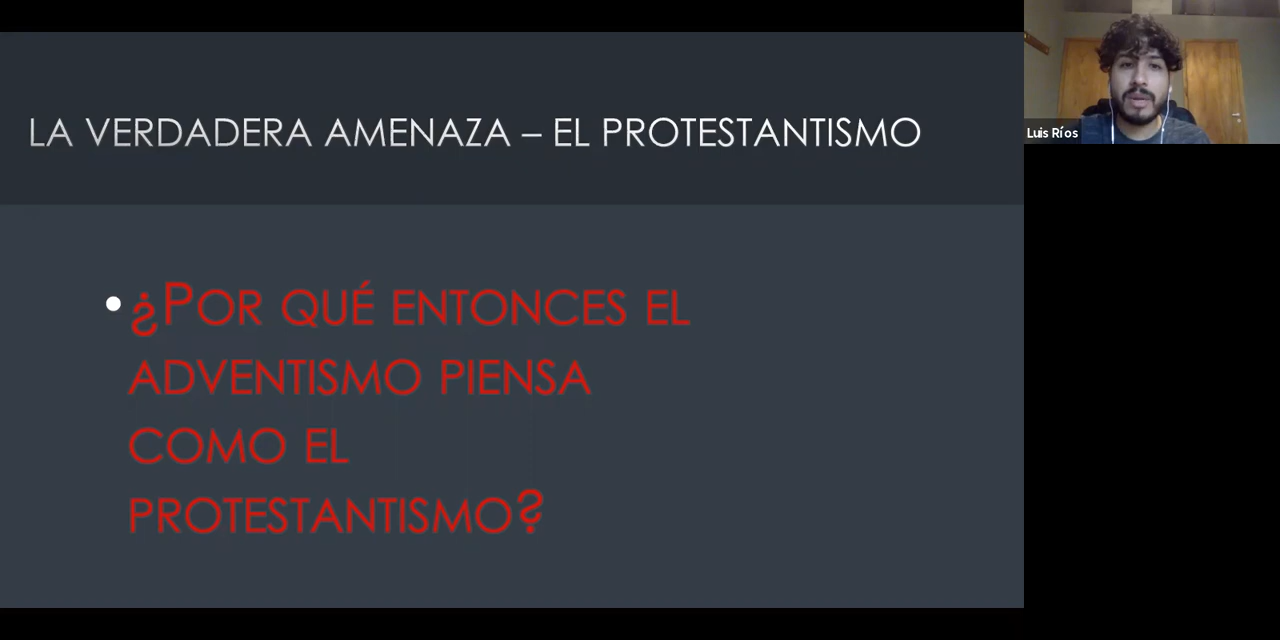 LA VERDADERA AMENAZA – EL PROTESTANTISMO
Luis Ríos
• ¿POR QUÉ ENTONCES EL
ADVENTISMO PIENSA
COMO EL
PROTESTANTISMO?